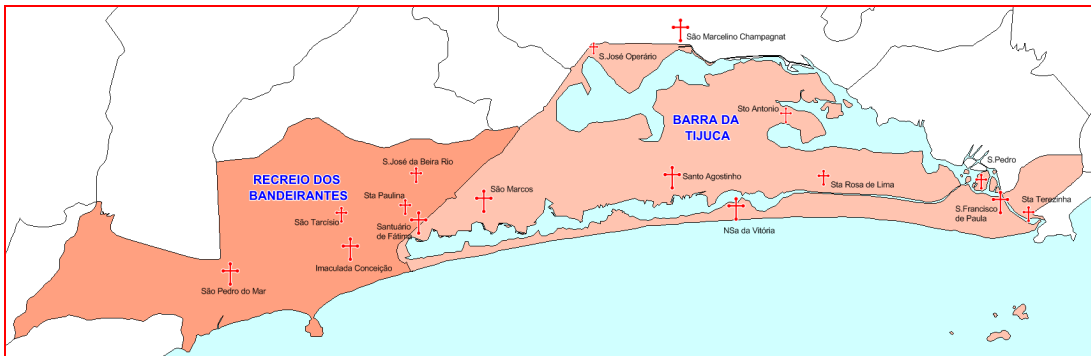 São Marcelino Champagnat
S.José Operário
Sto Antonio
BARRA DA
TIJUCA
S.José da Beira Rio
S.Pedro
RECREIO DOS
BANDEIRANTES
Santo Agostinho
Sta Rosa de Lima
Sta Paulina
São Marcos
Sta Terezinha
São Tarcísio
Santuário
de Fátima
S.Francisco
de Paula
NSa da Vitória
Imaculada Conceição
São Pedro do Mar